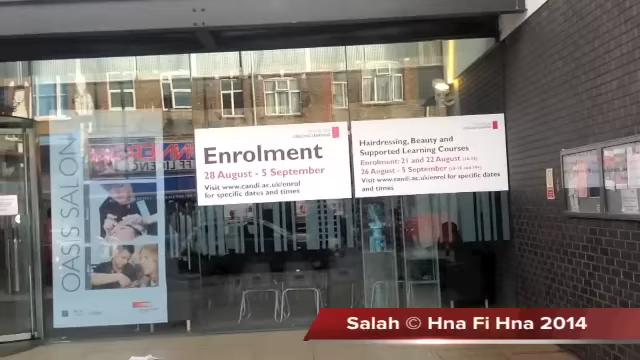 Enrolment
28 August - 5 September
Visit www.candi.ac.uk/enrol
for specific dates and times
Hairdressing, Beauty and
Supported Learning Courses
Enrolment: 21 and 22 August
26 August - 5 September
Visit www.candi.ac.uk/enrol for specific dates
and times
OASIS SALON
Salah © Hna Fi Hna 2014